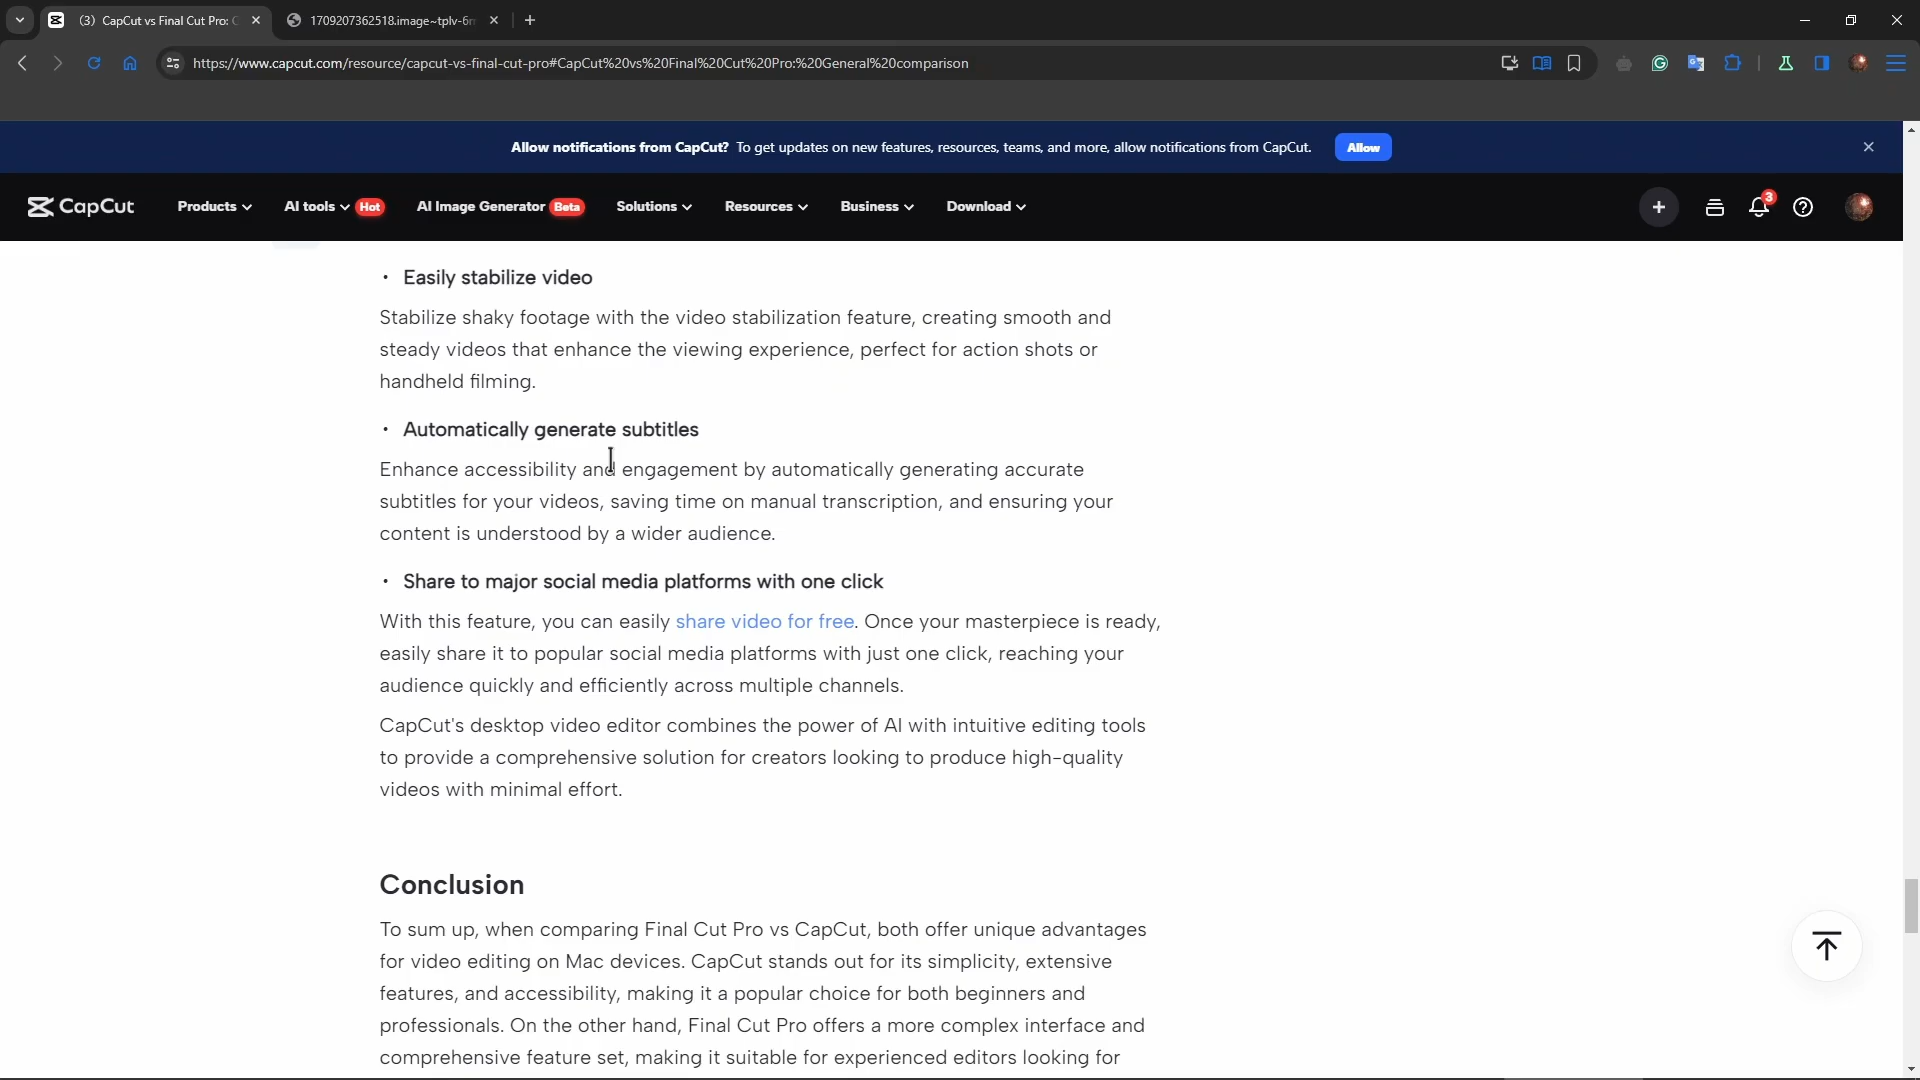 (3) CapCut vs Final Cut Pro: C
1709207362518.image~tplv-6n
https://www.capcut.com/resource/capcut-vs-final-cut-pro#CapCut%20vs%20Final%20Cut%20Pro:%20General%20comparison
Allow notifications from CapCut? To get updates on new features, resources, teams, and more, allow notifications from CapCut. Allow
CapCut Products AI tools Hot AI Image Generator Beta Solutions Resources Business Download 3
• Easily stabilize video
Stabilize shaky footage with the video stabilization feature, creating smooth and
steady videos that enhance the viewing experience, perfect for action shots or
handheld filming.
• Automatically generate subtitles
Enhance accessibility and engagement by automatically generating accurate
subtitles for your videos, saving time on manual transcription, and ensuring your
content is understood by a wider audience.
• Share to major social media platforms with one click
With this feature, you can easily share video for free. Once your masterpiece is ready,
easily share it to popular social media platforms with just one click, reaching your
audience quickly and efficiently across multiple channels.
CapCut's desktop video editor combines the power of AI with intuitive editing tools
to provide a comprehensive solution for creators looking to produce high-quality
videos with minimal effort.
Conclusion
To sum up, when comparing Final Cut Pro vs CapCut, both offer unique advantages
for video editing on Mac devices. CapCut stands out for its simplicity, extensive
features, and accessibility, making it a popular choice for both beginners and
professionals. On the other hand, Final Cut Pro offers a more complex interface and
comprehensive feature set, making it suitable for experienced editors looking for